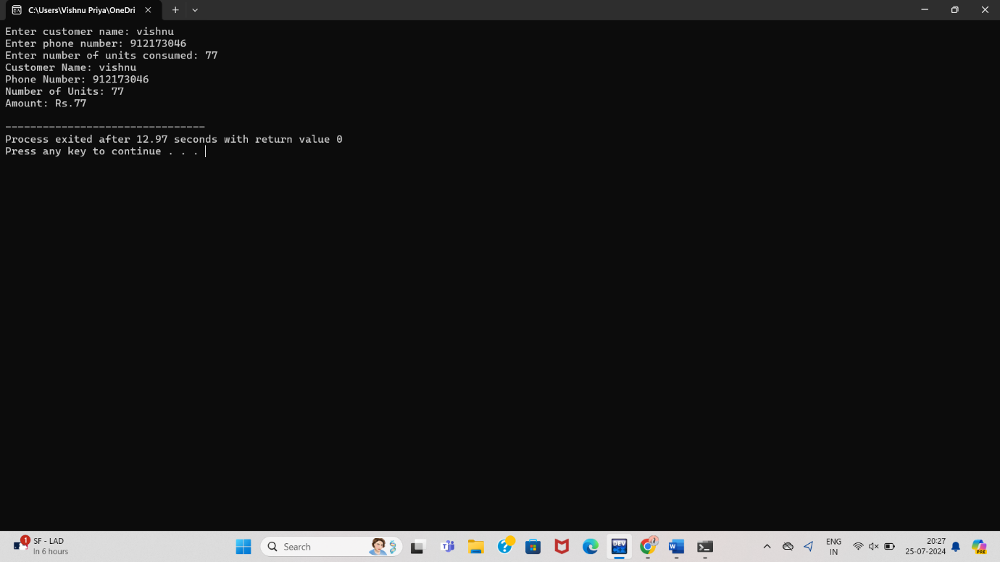 C:\Users\Vishnu Priya\OneDri
Enter customer name: vishnu
Enter phone number: 912173046
Enter number of units consumed: 77
Customer Name: vishnu
Phone Number: 912173046
Number of Units: 77
Amount: Rs.77
--------------------------------
Process exited after 12.97 seconds with return value 0
Press any key to continue . . .
1
SF - LAD
In 6 hours
Search
DEV
ENG
IN
20:27
25-07-2024
PRE